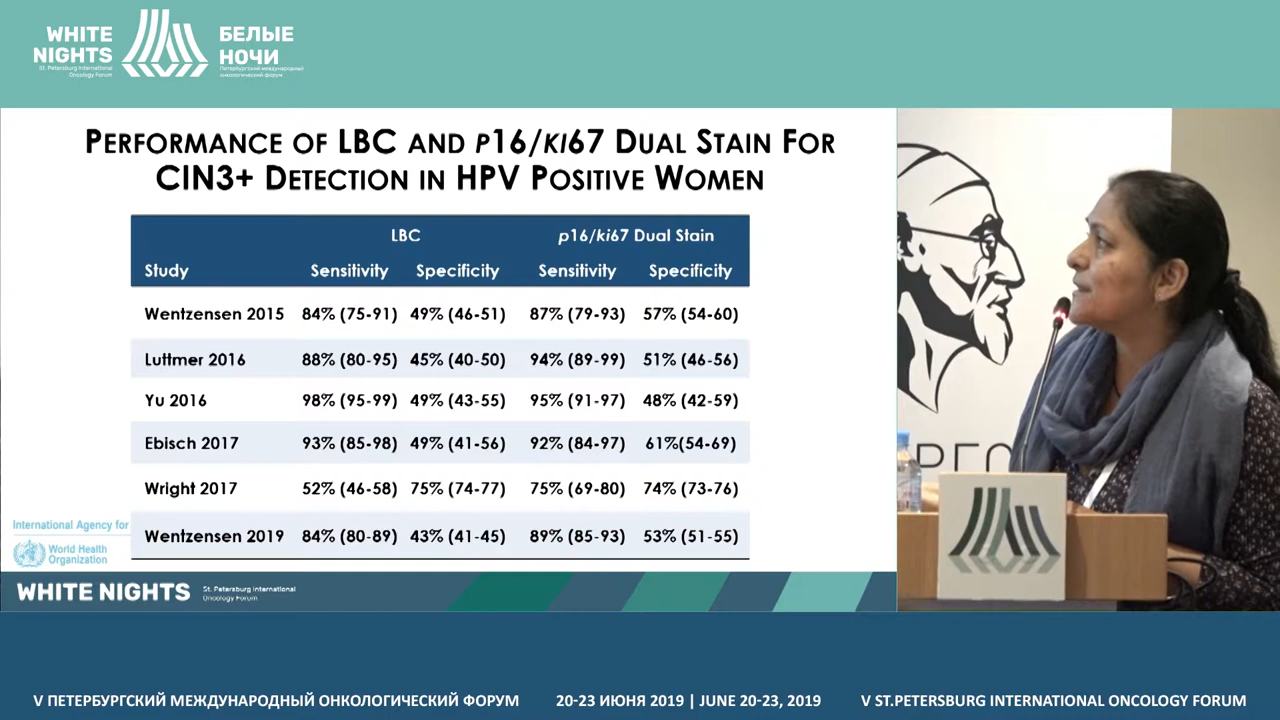 WHITE
NIGHTS
St. Petersburg International
Oncology Forum
БЕЛЫЕ
НОЧИ
Петербургский международный
онкологический форум
PERFORMANCE OF LBC AND P16/KI67 DUAL STAIN FOR
CIN3+ DETECTION IN HPV POSITIVE WOMEN
LBC p16/ki67 Dual Stain
Study Sensitivity Specificity Sensitivity Specificity
Wentzensen 2015 84% (75-91) 49% (46-51) 87% (79-93) 57% (54-60)
Luttmer 2016 88% (80-95) 45% (40-50) 94% (89-99) 51% (46-56)
Yu 2016 98% (95-99) 49% (43-55) 95% (91-97) 48% (42-59)
Ebisch 2017 93% (85-98) 49% (41-56) 92% (84-97) 61%(54-69)
Wright 2017 52% (46-58) 75% (74-77) 75% (69-80) 74% (73-76)
Wentzensen 2019 84% (80-89) 43% (41-45) 89% (85-93) 53% (51-55)
International Agency for
World Health
Organization
WHITE NIGHTS
St. Petersburg International
Oncology Forum
V ПЕТЕРБУРГСКИЙ МЕЖДУНАРОДНЫЙ ОНКОЛОГИЧЕСКИЙ ФОРУМ 20-23 ИЮНЯ 2019 | JUNE 20-23, 2019 V ST.PETERSBURG INTERNATIONAL ONCOLOGY FORUM